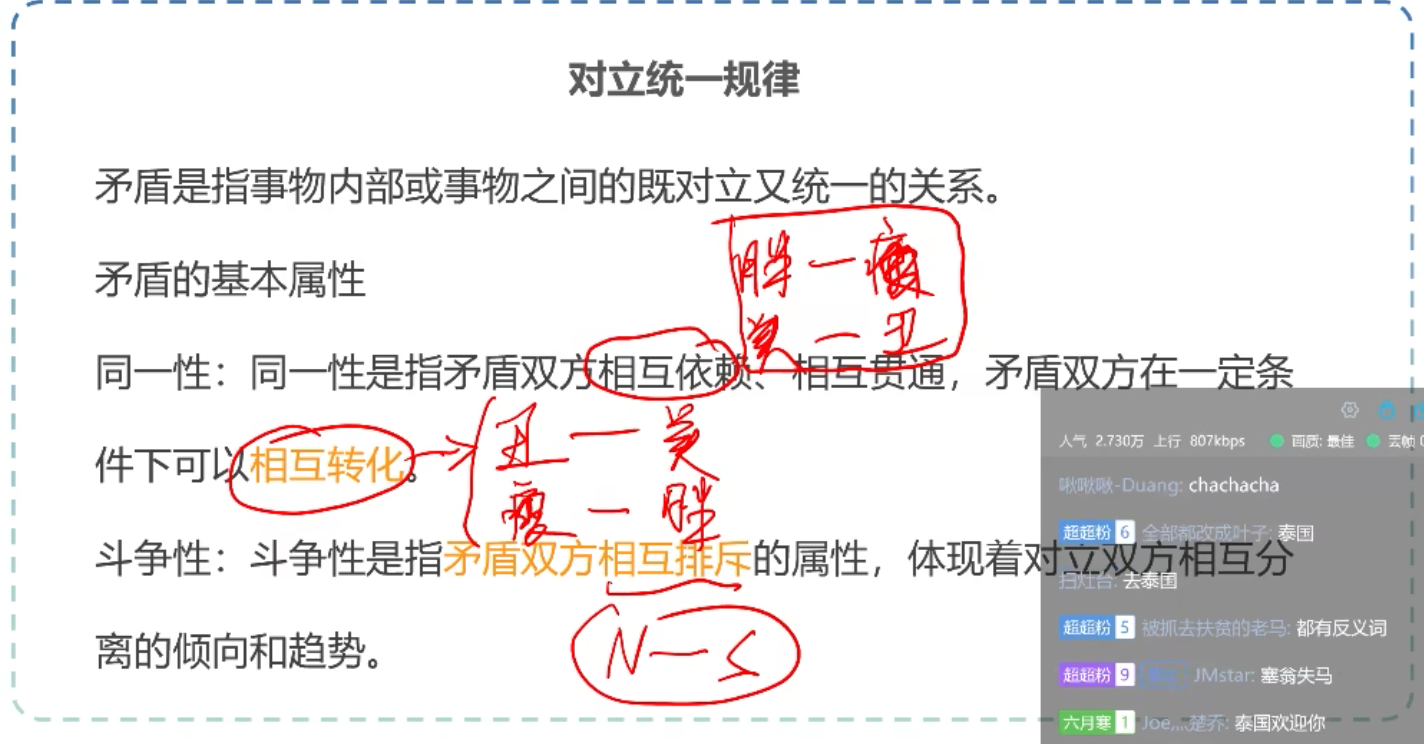 对立统一规律
矛盾是指事物内部或事物之间的既对立又统一的关系。
胖一瘦
矛盾的基本属性
美一丑
同一性：同一性是指矛盾双方相互依赖、相互贯通，矛盾双方在一定条
丑一美
件下可以相互转化。
瘦一胖
斗争性：斗争性是指矛盾双方相互排斥的属性，体现着对立双方相互分
离的倾向和趋势。
N—S
人气 2.730万 上行 807kbps 画质: 最佳 丢帧
啾啾啾-Duang: chachacha
超超粉 6 全部都改成叶子: 泰国
扫灶台: 去泰国
超超粉 5 被抓去扶贫的老马: 都有反义词
超超粉 9 JMstar: 塞翁失马
六月寒 1 Joe,,,楚乔: 泰国欢迎你